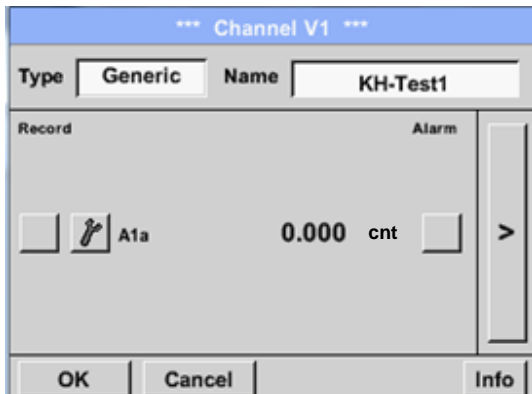 *** Channel V1 ***
Type Generic Name KH-Test1
Record Alarm
A1a 0.000 cnt >
OK Cancel Info